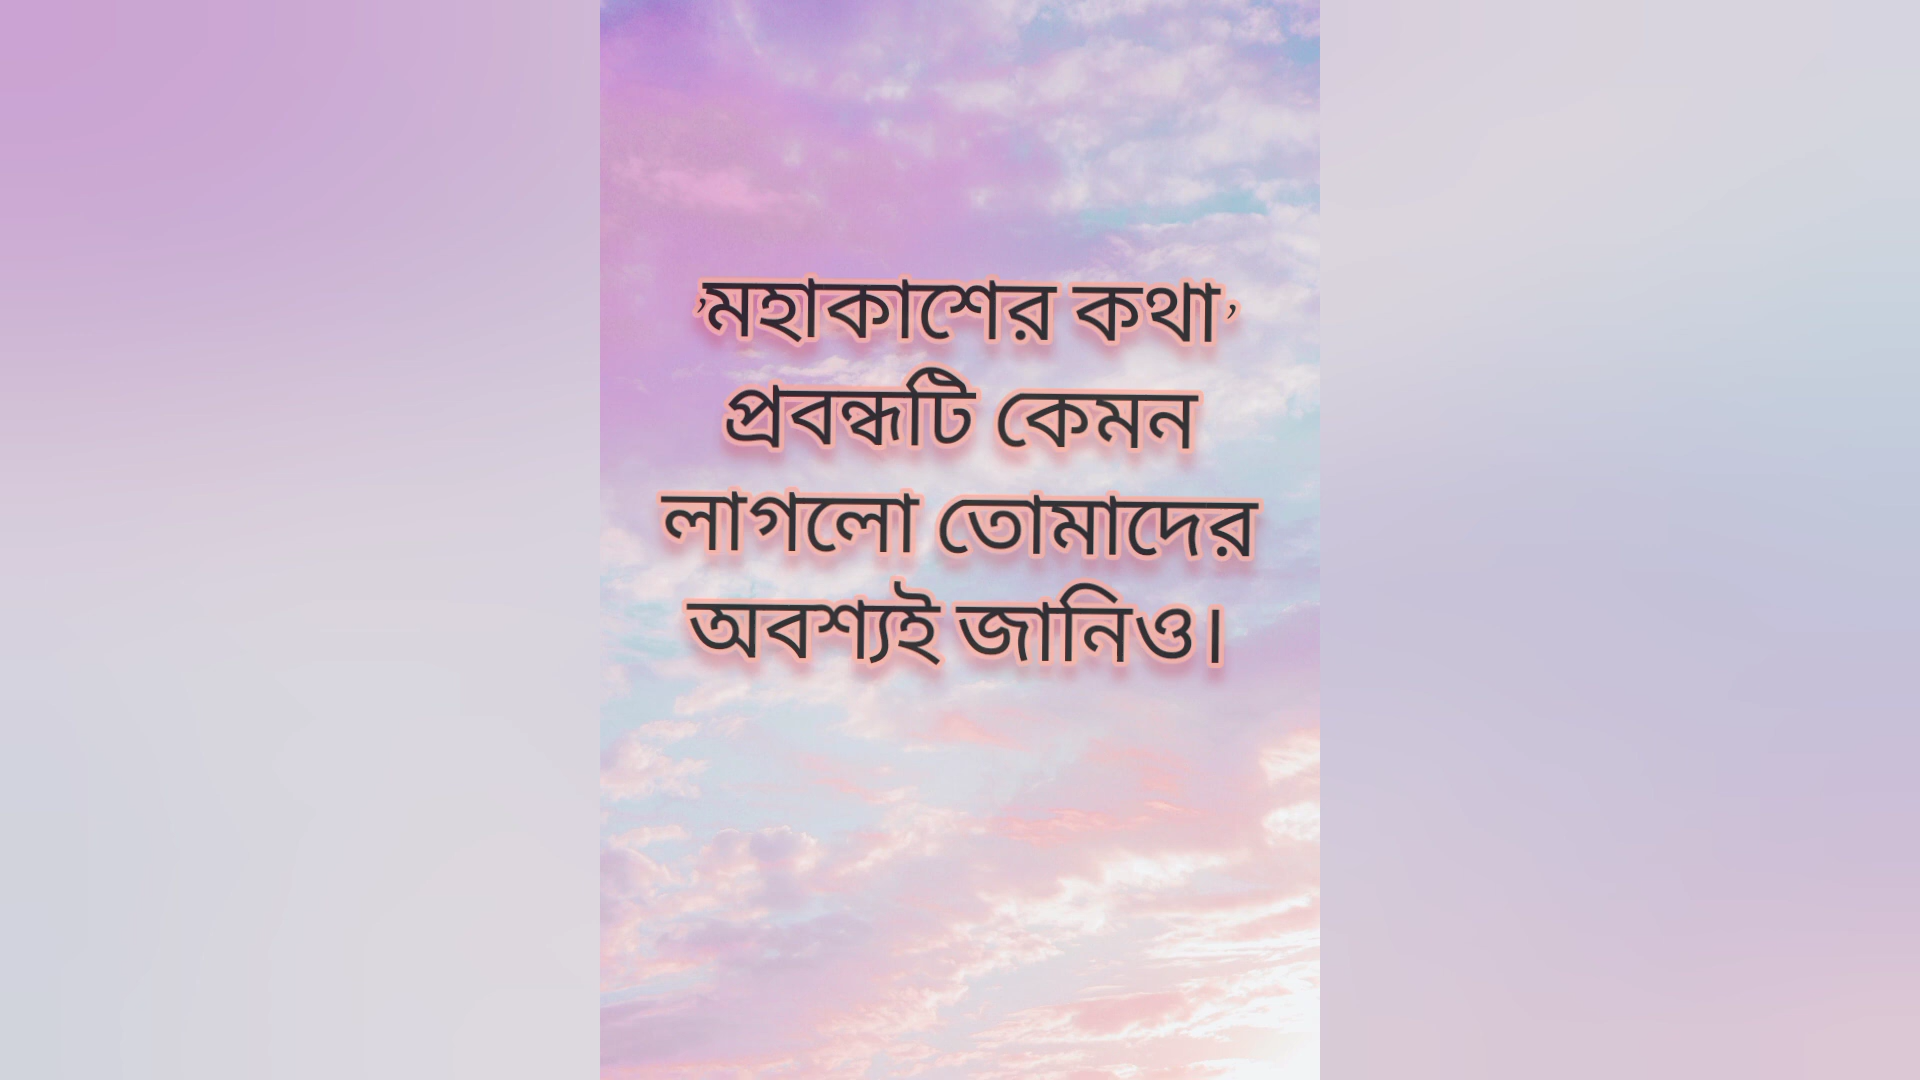 ’মহাকাশের কথা’
প্রবন্ধটি কেমন
লাগলো তোমাদের
অবশ্যই জানিও।